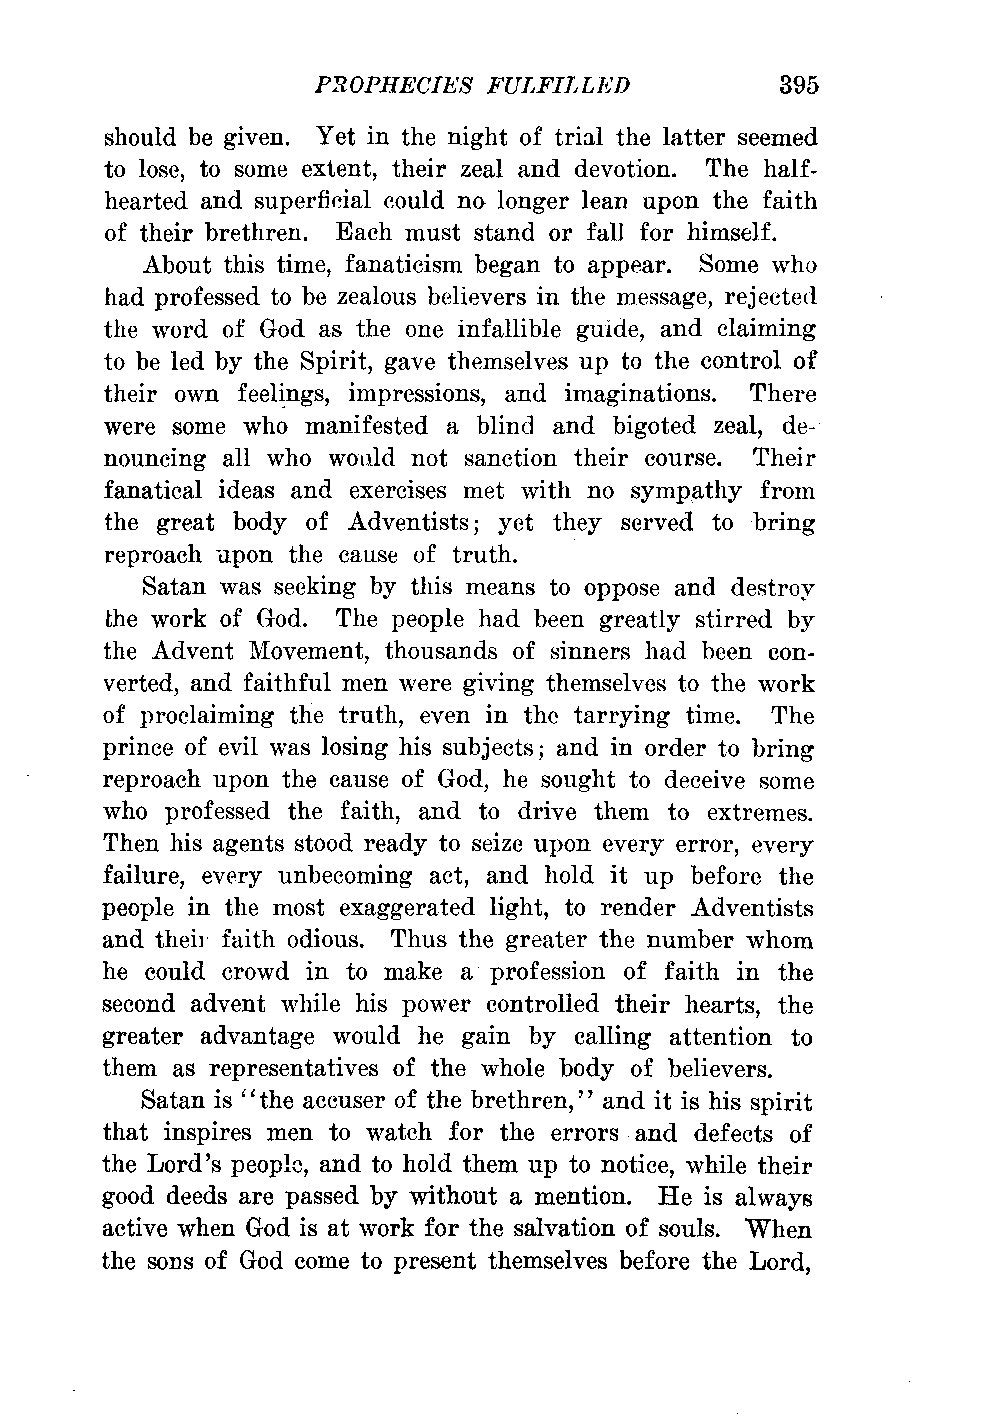 PROPHECIES FULFILLED 395
should be given. Yet in the night of trial the latter seemed
to lose, to some extent, their zeal and devotion. The half-
hearted and superficial could no longer lean upon the faith
of their brethren. Each must stand or fall for himself.
About this time, fanaticism began to appear. Some who
had professed to be zealous believers in the message, rejected
the word of God as the one infallible guide, and claiming
to be led by the Spirit, gave themselves up to the control of
their own feelings, impressions, and imaginations. There
were some who manifested a blind and bigoted zeal, de-
nouncing all who would not sanction their course. Their
fanatical ideas and exercises met with no sympathy from
the great body of Adventists; yet they served to bring
reproach upon the cause of truth.
Satan was seeking by this means to oppose and destroy
the work of God. The people had been greatly stirred by
the Advent Movement, thousands of sinners had been con-
verted, and faithful men were giving themselves to the work
of proclaiming the truth, even in the tarrying time. The
prince of evil was losing his subjects; and in order to bring
reproach upon the cause of God, he sought to deceive some
who professed the faith, and to drive them to extremes.
Then his agents stood ready to seize upon every error, every
failure, every unbecoming act, and hold it up before the
people in the most exaggerated light, to render Adventists
and their faith odious. Thus the greater the number whom
he could crowd in to make a profession of faith in the
second advent while his power controlled their hearts, the
greater advantage would he gain by calling attention to
them as representatives of the whole body of believers.
Satan is "the accuser of the brethren," and it is his spirit
that inspires men to watch for the errors and defects of
the Lord's people, and to hold them up to notice, while their
good deeds are passed by without a mention. He is always
active when God is at work for the salvation of souls. When
the sons of God come to present themselves before the Lord,